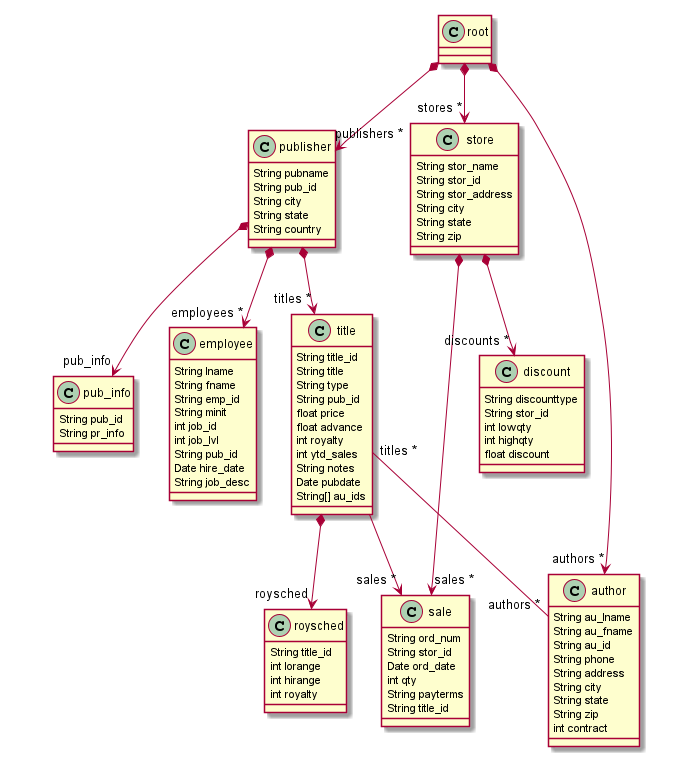 C root
stores *
publishers *
C publisher
String pubname
String pub_id
String city
String state
String country
C store
String stor_name
String stor_id
String stor_address
String city
String state
String zip
employees *
titles *
pub_info
C pub_info
String pub_id
String pr_info
C employee
String lname
String fname
String emp_id
String minit
int job_id
int job_lvl
String pub_id
Date hire_date
String job_desc
C title
String title_id
String title
String type
String pub_id
float price
float advance
int royalty
int ytd_sales
String notes
Date pubdate
String[] au_ids
discounts *
C discount
String discounttype
String stor_id
int lowqty
int highqty
float discount
titles *
authors *
roysched
sales *
sales *
authors *
C roysched
String title_id
int lorange
int hirange
int royalty
C sale
String ord_num
String stor_id
Date ord_date
int qty
String payterms
String title_id
C author
String au_lname
String au_fname
String au_id
String phone
String address
String city
String state
String zip
int contract